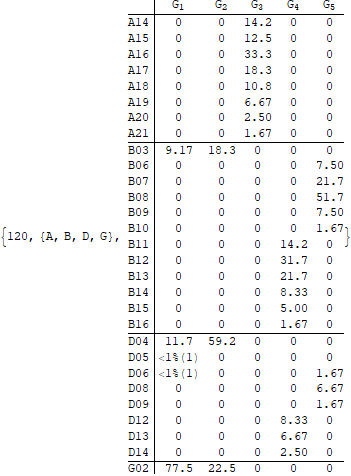 G1 G2 G3 G4 G5
A14 0 0 14.2 0 0
A15 0 0 12.5 0 0
A16 0 0 33.3 0 0
A17 0 0 18.3 0 0
A18 0 0 10.8 0 0
A19 0 0 6.67 0 0
A20 0 0 2.50 0 0
A21 0 0 1.67 0 0
B03 9.17 18.3 0 0 0
B06 0 0 0 0 7.50
B07 0 0 0 0 21.7
B08 0 0 0 0 51.7
B09 0 0 0 0 7.50
B10 0 0 0 0 1.67
{120, {A, B, D, G}, B11 0 0 0 14.2 0 }
B12 0 0 0 31.7 0
B13 0 0 0 21.7 0
B14 0 0 0 8.33 0
B15 0 0 0 5.00 0
B16 0 0 0 1.67 0
D04 11.7 59.2 0 0 0
D05 <1%(1) 0 0 0 0
D06 <1%(1) 0 0 0 1.67
D08 0 0 0 0 6.67
D09 0 0 0 0 1.67
D12 0 0 0 8.33 0
D13 0 0 0 6.67 0
D14 0 0 0 2.50 0
G02 77.5 22.5 0 0 0